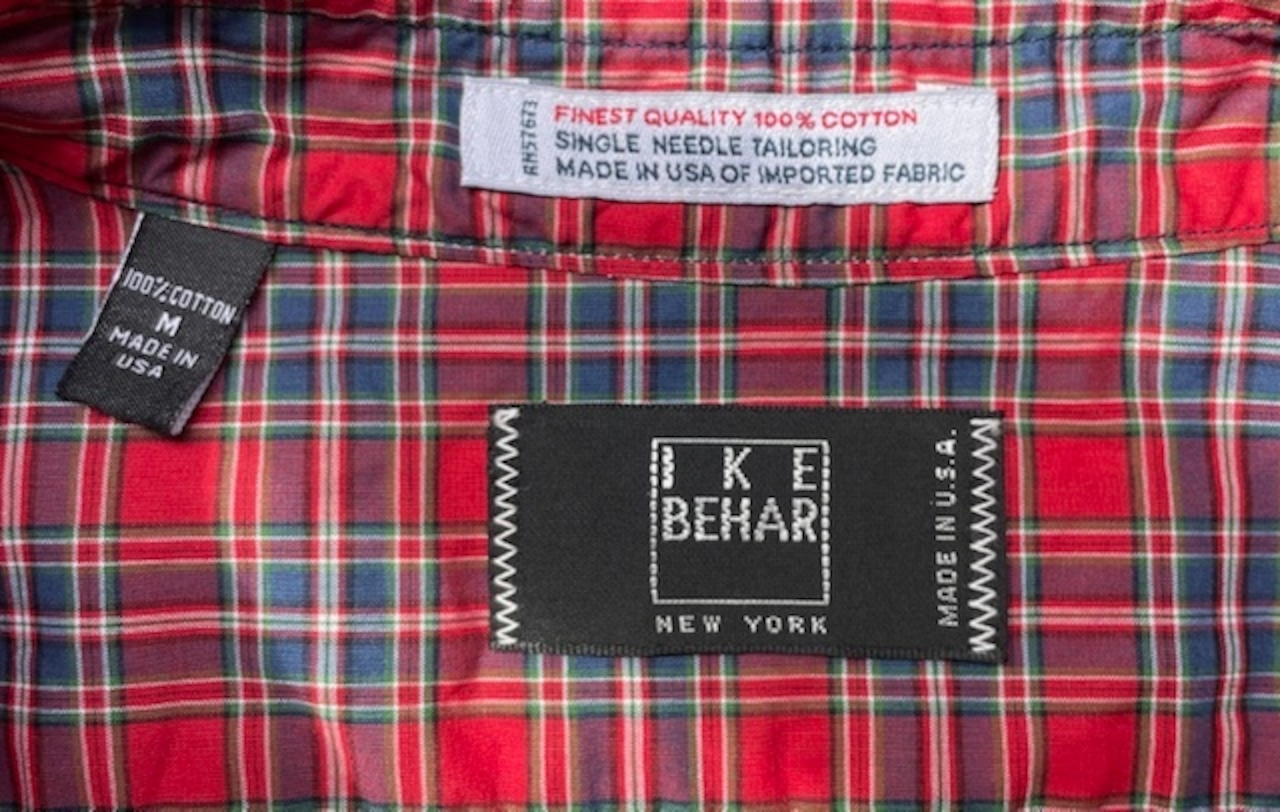 RN57673
FINEST QUALITY 100% COTTON
SINGLE NEEDLE TAILORING
MADE IN USA OF IMPORTED FABRIC
100% COTTON
M
MADE IN
USA
IKE
BEHAR
NEW YORK
MADE IN U.S.A.